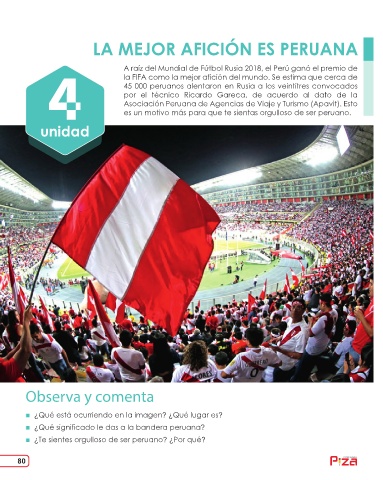 LA MEJOR AFICIÓN ES PERUANA
A raíz del Mundial de Fútbol Rusia 2018, el Perú ganó el premio de
la FIFA como la mejor afición del mundo. Se estima que cerca de
45 000 peruanos alentaron en Rusia a los veintitres convocados
por el técnico Ricardo Gareca, de acuerdo al dato de la
Asociación Peruana de Agencias de Viaje y Turismo (Apavit). Esto
es un motivo más para que te sientas orgulloso de ser peruano.
4
unidad
Observa y comenta
¿Qué está ocurriendo en la imagen? ¿Qué lugar es?
¿Qué significado le das a la bandera peruana?
¿Te sientes orgulloso de ser peruano? ¿Por qué?
80